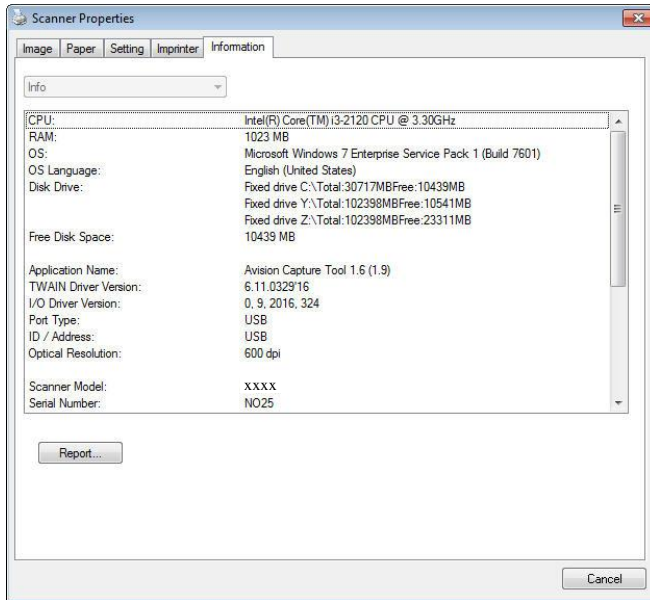 Scanner Properties
Image Paper Setting Imprinter Information
Info
CPU: Intel(R) Core(TM) i3-2120 CPU @ 3.30GHz
RAM: 1023 MB
OS: Microsoft Windows 7 Enterprise Service Pack 1 (Build 7601)
OS Language: English (United States)
Disk Drive: Fixed drive C:\Total:30717MBFree:10439MB
Fixed drive Y:\Total:102398MBFree:10541MB
Fixed drive Z:\Total:102398MBFree:23311MB
Free Disk Space: 10439 MB
Application Name: Avision Capture Tool 1.6 (1.9)
TWAIN Driver Version: 6.11.0329'16
I/O Driver Version: 0, 9, 2016, 324
Port Type: USB
ID / Address: USB
Optical Resolution: 600 dpi
Scanner Model: xxxx
Serial Number: NO25
Report...
Cancel